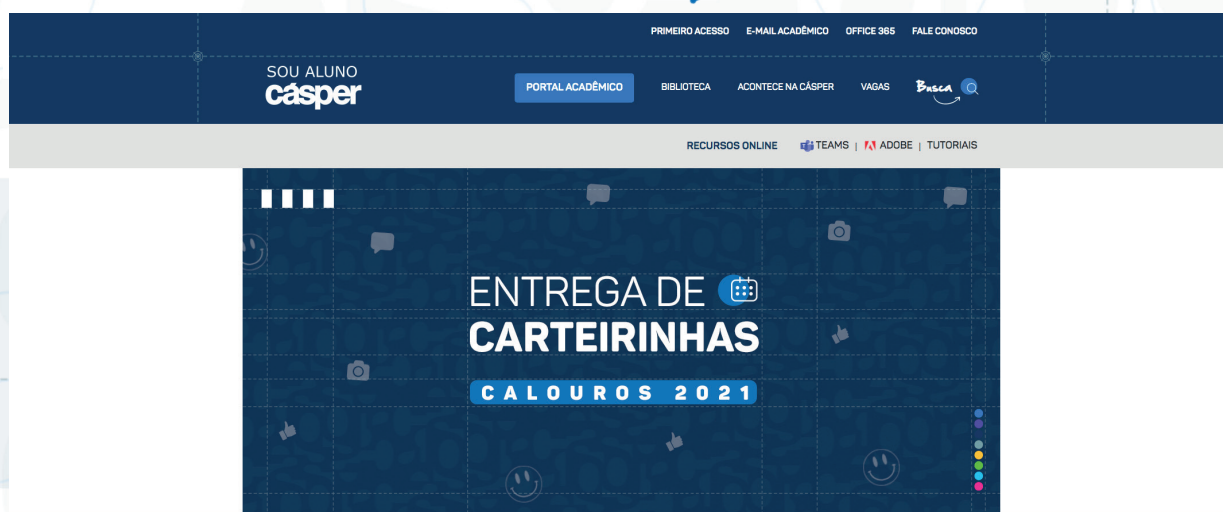 PRIMEIRO ACESSO E-MAIL ACADÊMICO OFFICE 365 FALE CONOSCO
SOU ALUNO
cásper
PORTAL ACADÊMICO BIBLIOTECA ACONTECE NA CÁSPER VAGAS Busca
RECURSOS ONLINE TEAMS | ADOBE | TUTORIAIS
ENTREGA DE
CARTEIRINHAS
CALOUROS 2021